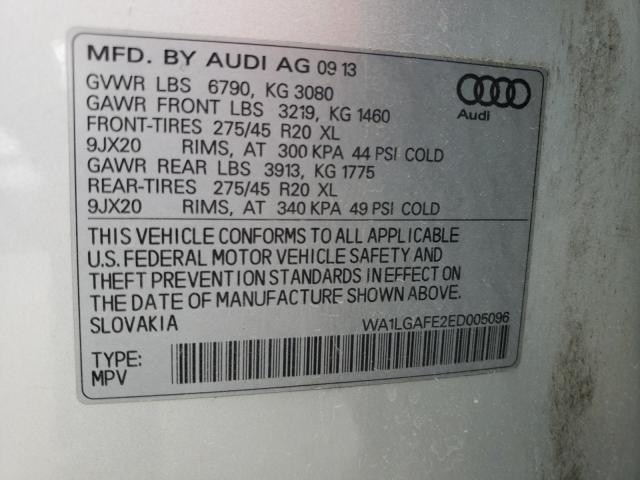 MFD. BY AUDI AG 09 13
GVWR LBS 6790, KG 3080
GAWR FRONT LBS 3219, KG 1460
FRONT-TIRES 275/45 R20 XL
9JX20 RIMS, AT 300 KPA 44 PSI COLD
GAWR REAR LBS 3913, KG 1775
REAR-TIRES 275/45 R20 XL
9JX20 RIMS, AT 340 KPA 49 PSI COLD
Audi
THIS VEHICLE CONFORMS TO ALL APPLICABLE
U.S. FEDERAL MOTOR VEHICLE SAFETY AND
THEFT PREVENTION STANDARDS IN EFFECT ON
THE DATE OF MANUFACTURE SHOWN ABOVE.
SLOVAKIA WA1LGAFE2ED005096
TYPE:
MPV